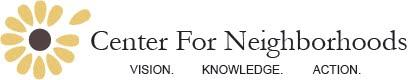 Center For Neighborhoods
VISION. KNOWLEDGE. ACTION.